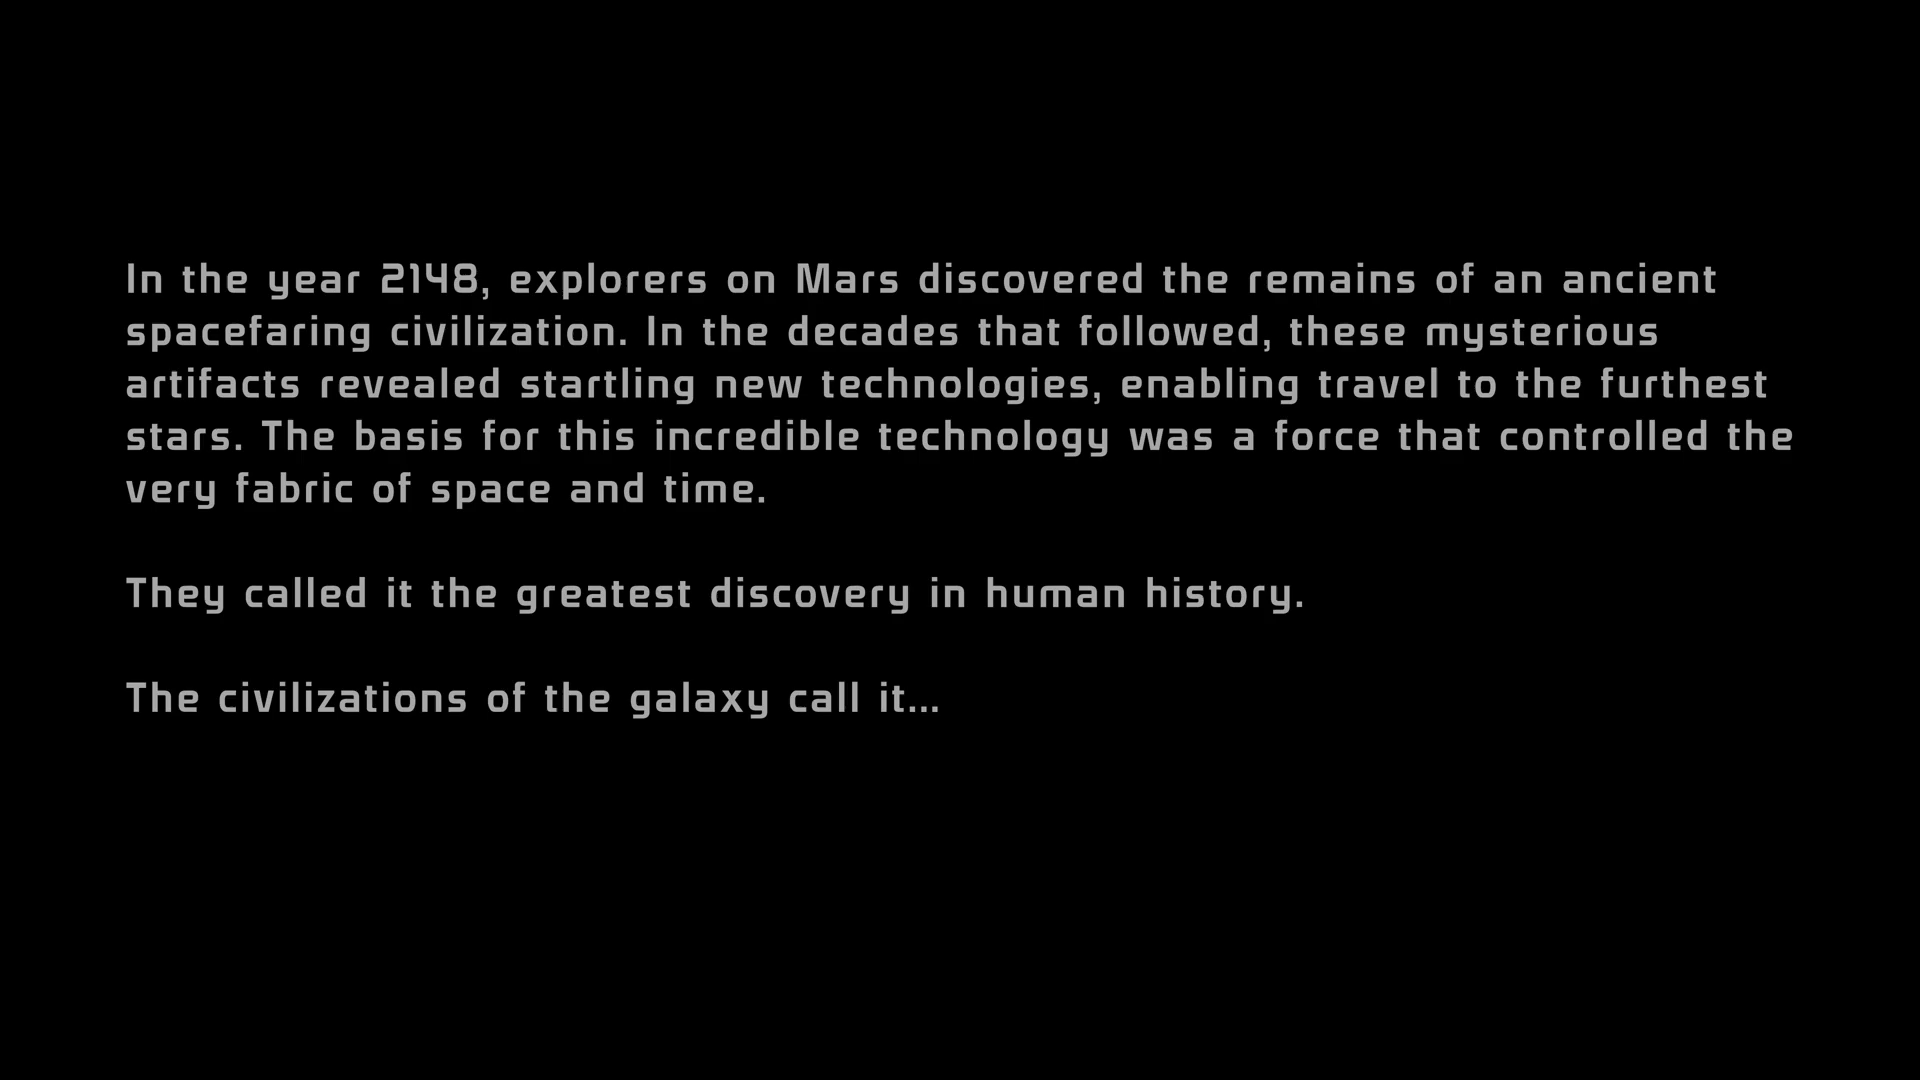 In the year 2148, explorers on Mars discovered the remains of an ancient
spacefaring civilization. In the decades that followed, these mysterious
artifacts revealed startling new technologies, enabling travel to the furthest
stars. The basis for this incredible technology was a force that controlled the
very fabric of space and time.
They called it the greatest discovery in human history.
The civilizations of the galaxy call it...